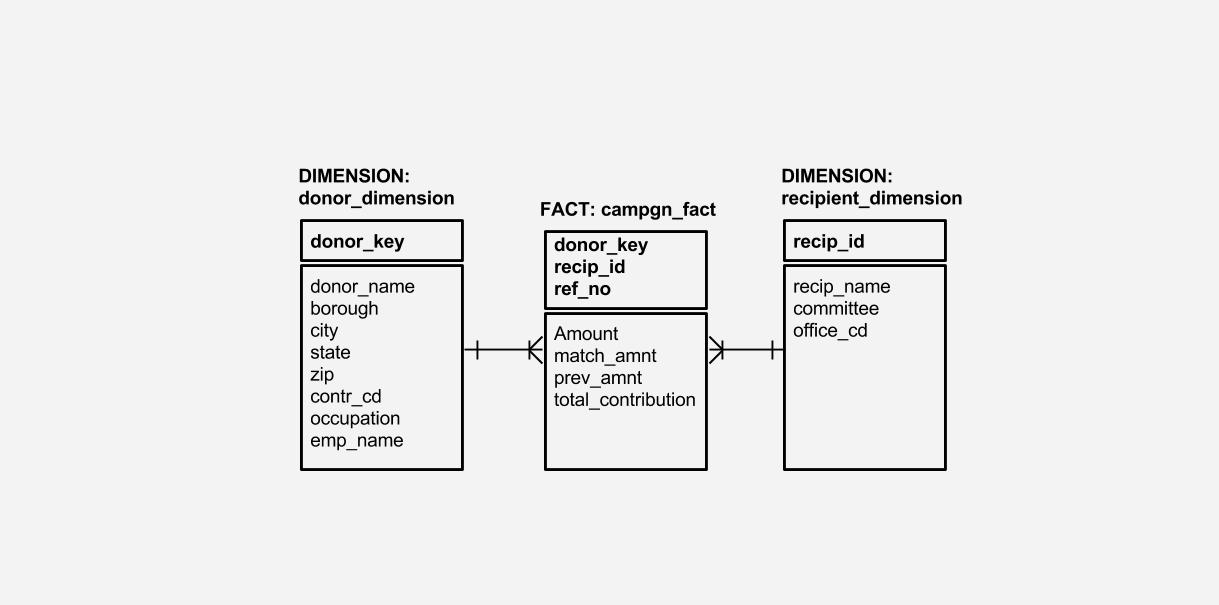 DIMENSION:
donor_dimension
donor_key
donor_name
borough
city
state
zip
contr_cd
occupation
emp_name
FACT: campgn_fact
donor_key
recip_id
ref_no
Amount
match_amnt
prev_amnt
total_contribution
DIMENSION:
recipient_dimension
recip_id
recip_name
committee
office_cd